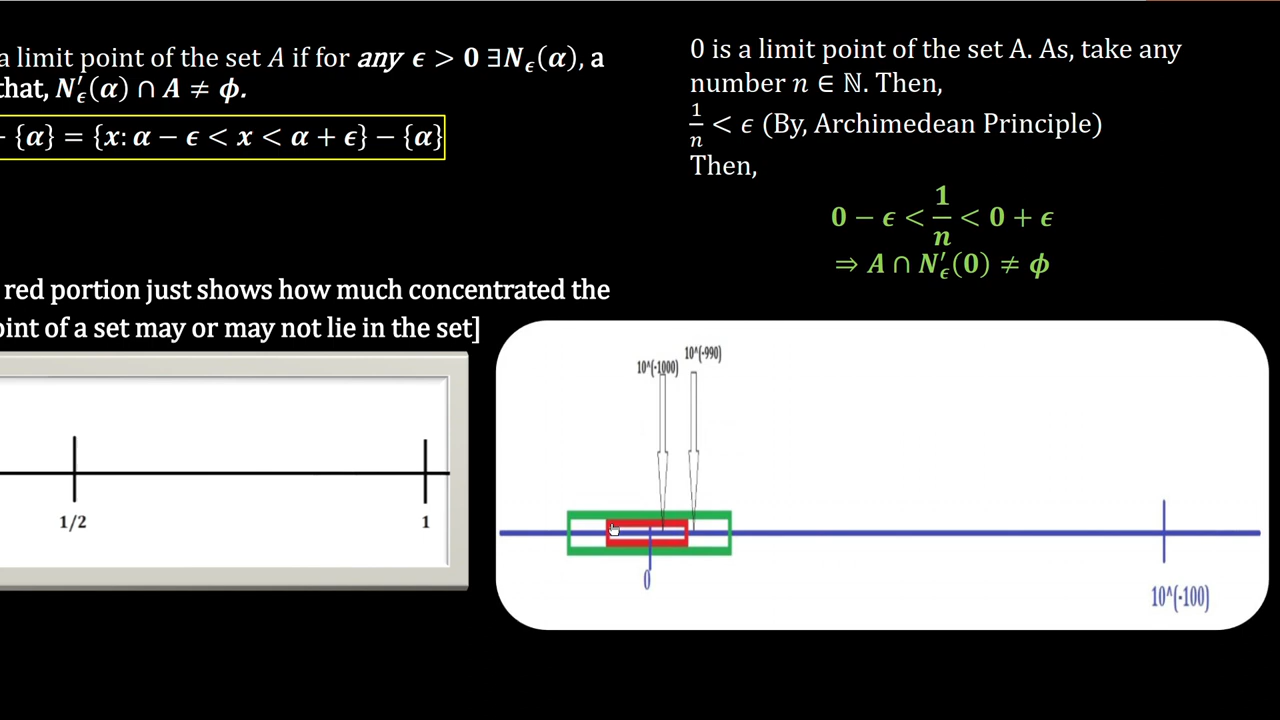 a limit point of the set A if for any ϵ > 0 ∃N_ϵ(α), a
that, N′_ϵ(α) ∩ A ≠ ϕ.
− {α} = {x: α − ϵ < x < α + ϵ} − {α}
red portion just shows how much concentrated the
oint of a set may or may not lie in the set]
1/2
1
0 is a limit point of the set A. As, take any
number n ∈ ℕ. Then,
1/n < ϵ (By, Archimedean Principle)
Then,
0 − ϵ < 1/n < 0 + ϵ
⇒ A ∩ N′_ϵ(0) ≠ ϕ
10^(-1000)
10^(-990)
0
10^(-100)